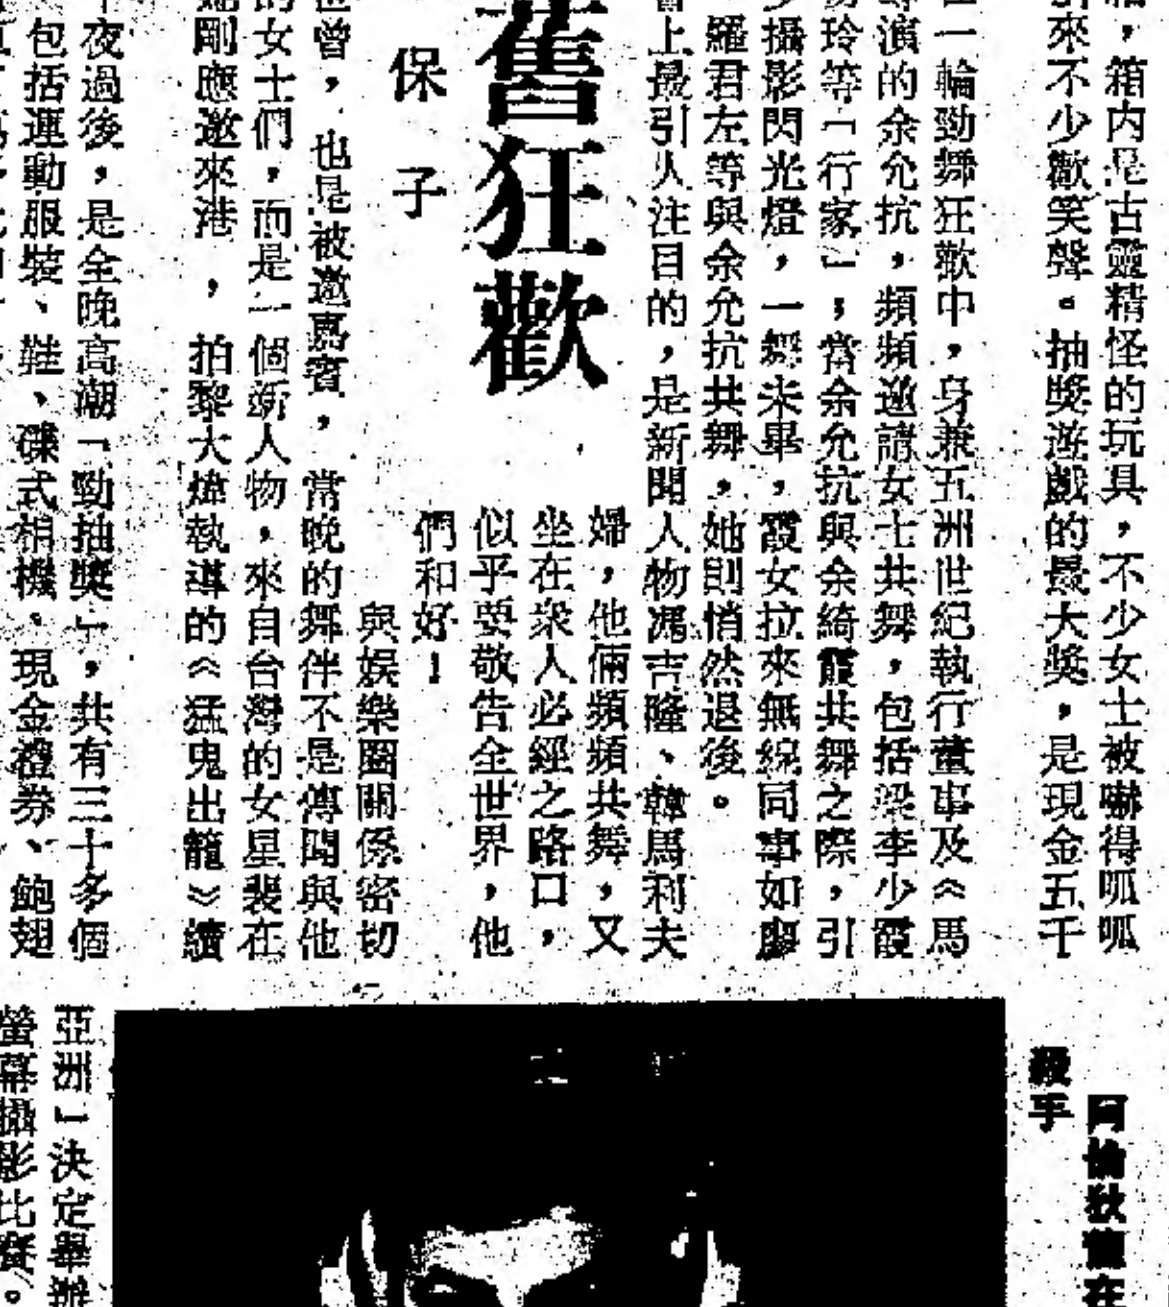 箱，箱内是古靈精怪的玩具，不少女士被嚇得呱呱
引來不少歡笑聲。抽獎遊戲的最大獎，是現金五千
在一輪勁舞狂歡中，身兼五洲世紀執行董事及《馬
導演的余允抗，頻頻邀請女士共舞，包括梁李少霞
玲等「行家」；當余允抗與余綺霞共舞之際，引
少攝影閃光燈，一舞未畢，霞女拉來無綫同事如廖
羅君左等與余允抗共舞，她則悄然退後。
會上最引人注目的，是新聞人物馮吉隆、韓馬利夫
婦，他倆頻頻共舞，又
坐在衆人必經之路口，
似乎要敬告全世界，他
們和好！
舊狂歡
保子
與娛樂圈關係密切
也曾，也是被邀嘉賓，當晚的舞伴不是傳聞與他
的女士們，而是一個新人物，來自台灣的女星裴在
剛應邀來港，拍黎大煒執導的《猛鬼出籠》續
夜過後，是全晚高潮「勁抽獎」，共有三十多個
包括運動服裝、鞋、碟式相機、現金禮券、鮑翅
殺手
阿倫狄龍在
亞洲」決定舉辦
螢幕攝影比賽。